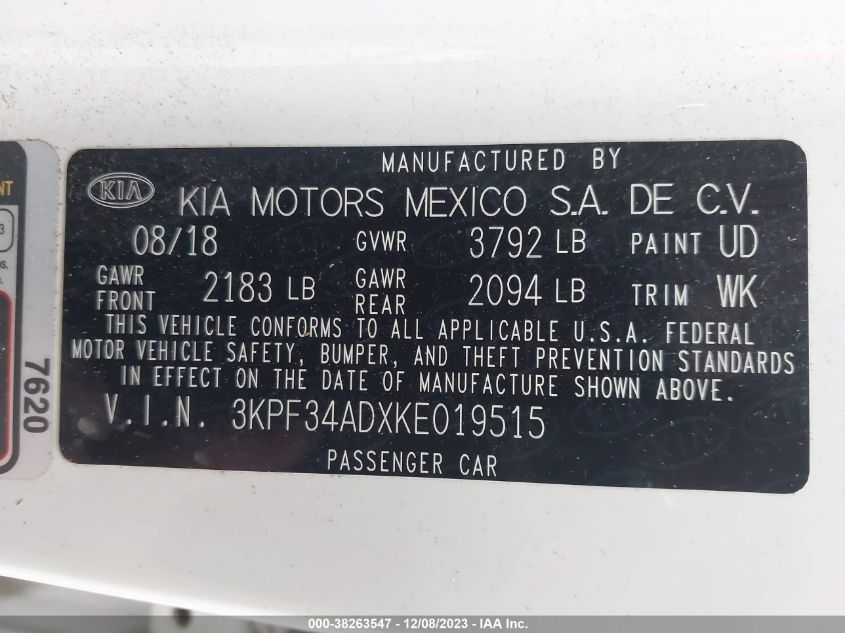 MANUFACTURED BY
KIA KIA MOTORS MEXICO S.A. DE C.V.
08/18 GVWR 3792 LB PAINT UD
GAWR FRONT 2183 LB GAWR REAR 2094 LB TRIM WK
THIS VEHICLE CONFORMS TO ALL APPLICABLE U.S.A. FEDERAL
MOTOR VEHICLE SAFETY, BUMPER, AND THEFT PREVENTION STANDARDS
IN EFFECT ON THE DATE OF MANUFACTURE SHOWN ABOVE.
V.I.N. 3KPF34ADXKE019515
PASSENGER CAR
7620
000-38263547 - 12/08/2023 - IAA Inc.